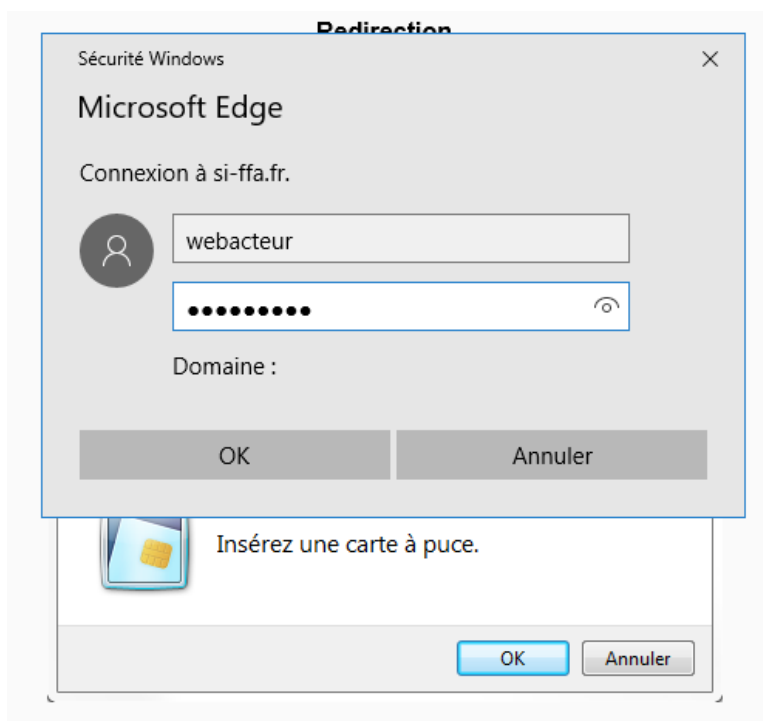 Redirection
Sécurité Windows
Microsoft Edge
Connexion à si-ffa.fr.
webacteur
●●●●●●●●●
Domaine :
OK Annuler
Insérez une carte à puce.
OK Annuler